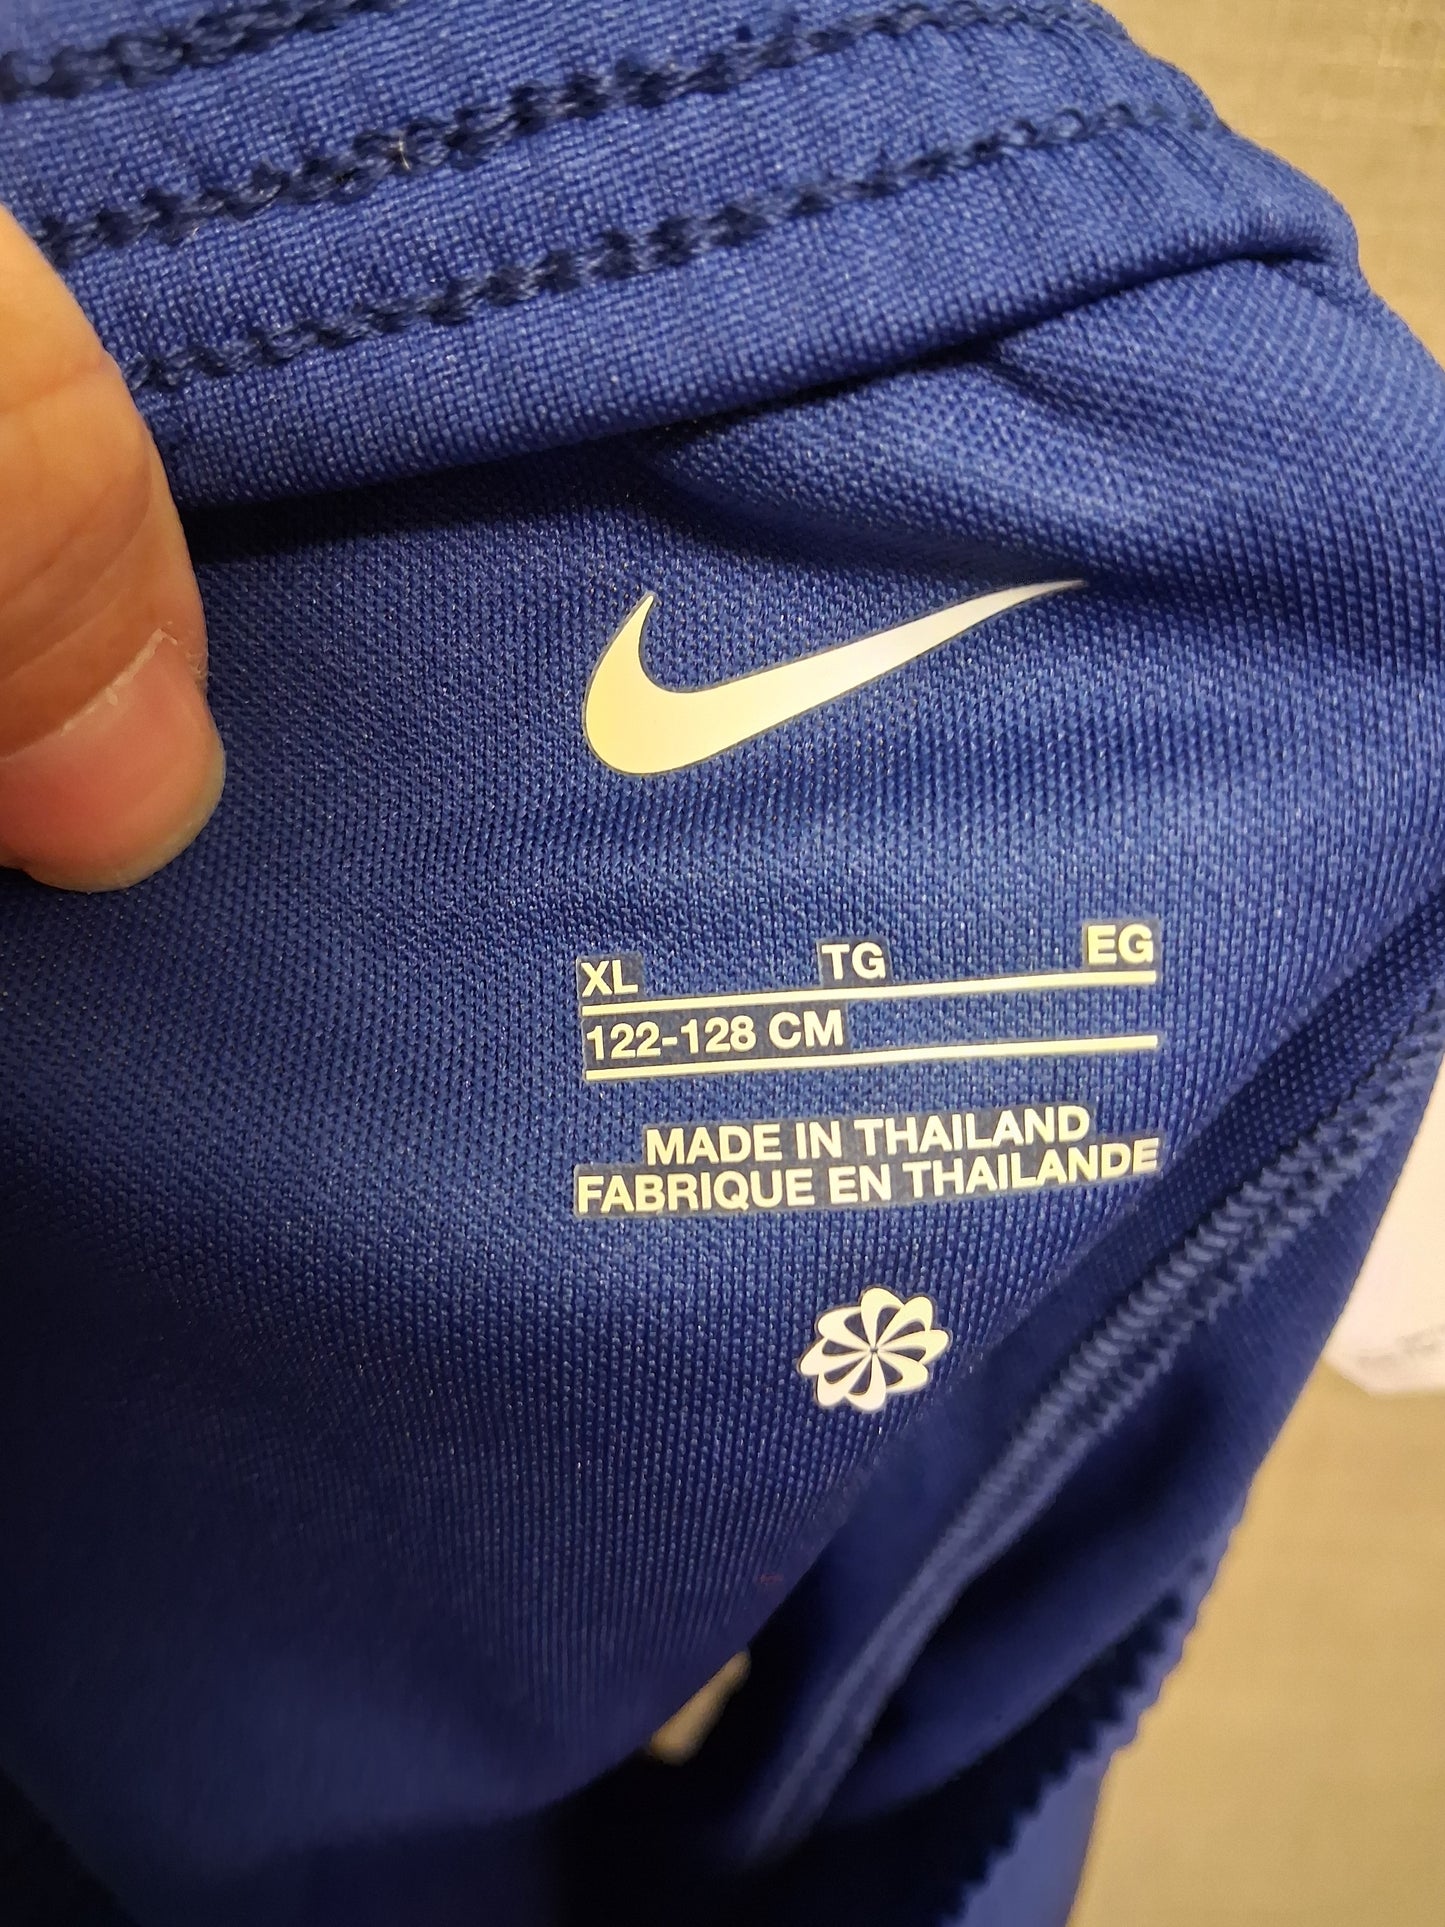 XL TG EG
122-128 CM
MADE IN THAILAND
FABRIQUE EN THAILANDE